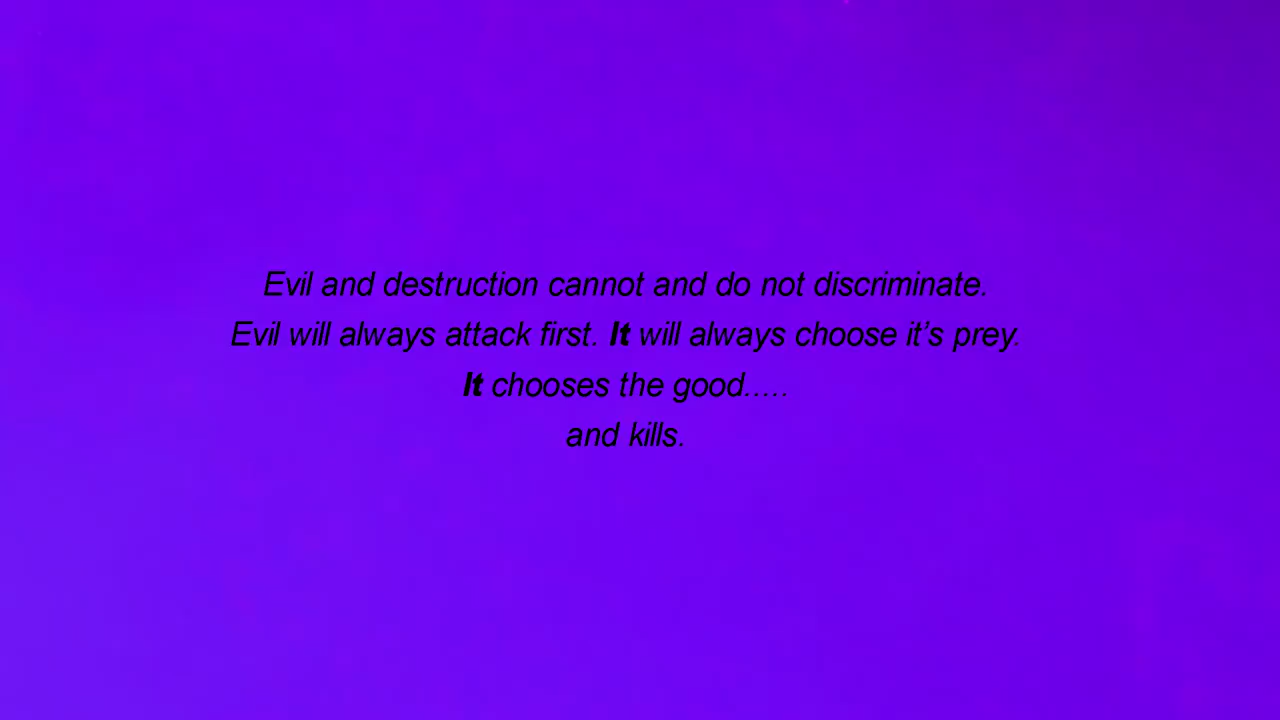 Evil and destruction cannot and do not discriminate.
Evil will always attack first. It will always choose it’s prey.
It chooses the good.....
and kills.